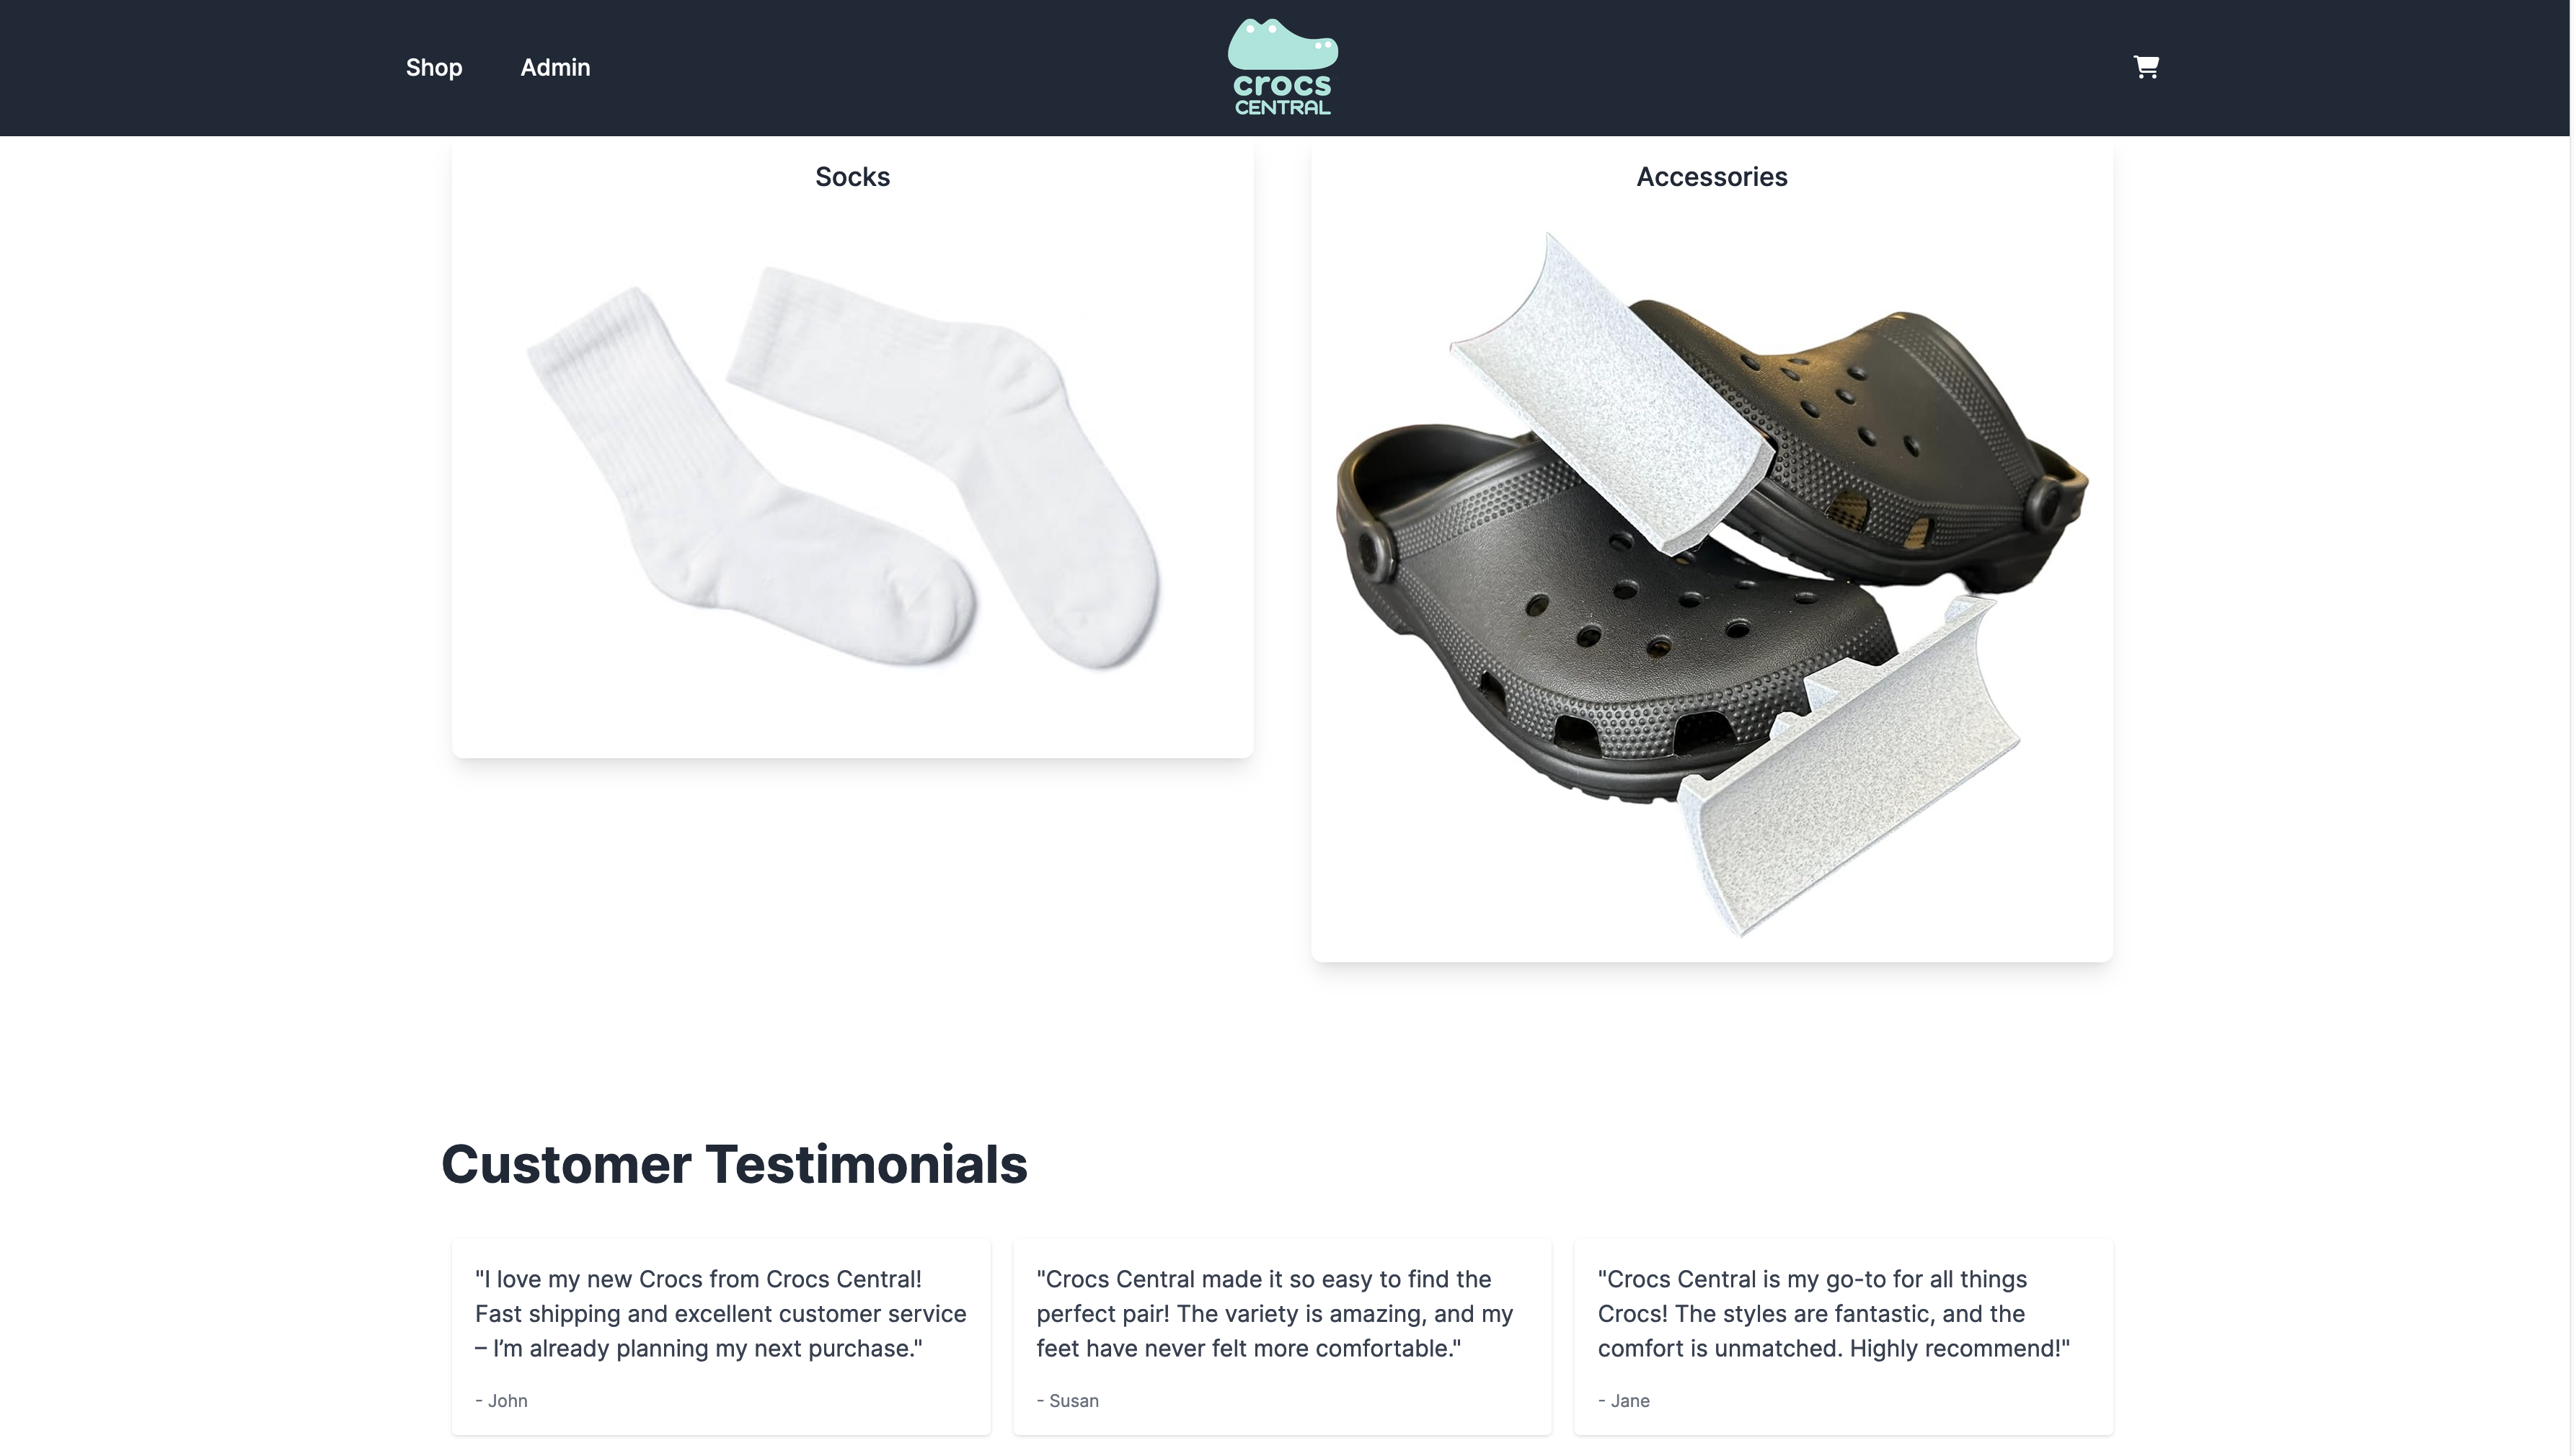 Shop
Admin
crocs
CENTRAL
Socks
Accessories
Customer Testimonials
"I love my new Crocs from Crocs Central!
Fast shipping and excellent customer service
– I’m already planning my next purchase."
- John
"Crocs Central made it so easy to find the
perfect pair! The variety is amazing, and my
feet have never felt more comfortable."
- Susan
"Crocs Central is my go-to for all things
Crocs! The styles are fantastic, and the
comfort is unmatched. Highly recommend!"
- Jane